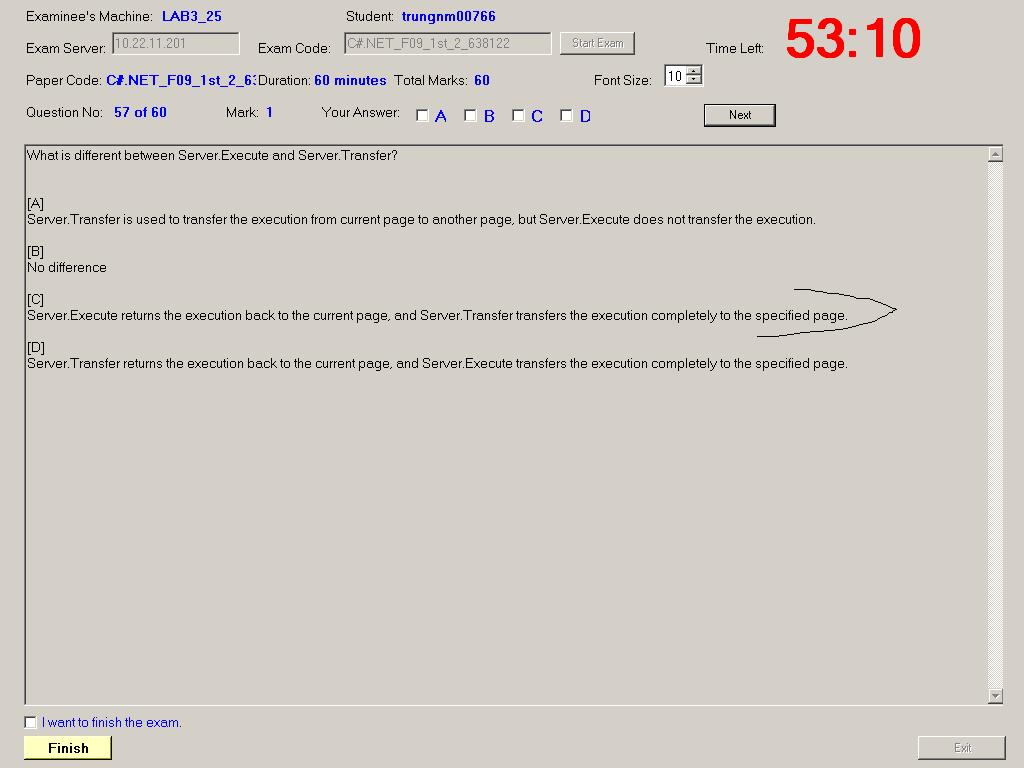 Examinee's Machine: LAB3_25 Student: trungnm00766
Exam Server: 10.22.11.201 Exam Code: C#.NET_F09_1st_2_638122 Start Exam Time Left: 53:10
Paper Code: C#.NET_F09_1st_2_63 Duration: 60 minutes Total Marks: 60 Font Size: 10
Question No: 57 of 60 Mark: 1 Your Answer: A B C D Next
What is different between Server.Execute and Server.Transfer?
[A]
Server.Transfer is used to transfer the execution from current page to another page, but Server.Execute does not transfer the execution.
[B]
No difference
[C]
Server.Execute returns the execution back to the current page, and Server.Transfer transfers the execution completely to the specified page.
[D]
Server.Transfer returns the execution back to the current page, and Server.Execute transfers the execution completely to the specified page.
I want to finish the exam.
Finish Exit